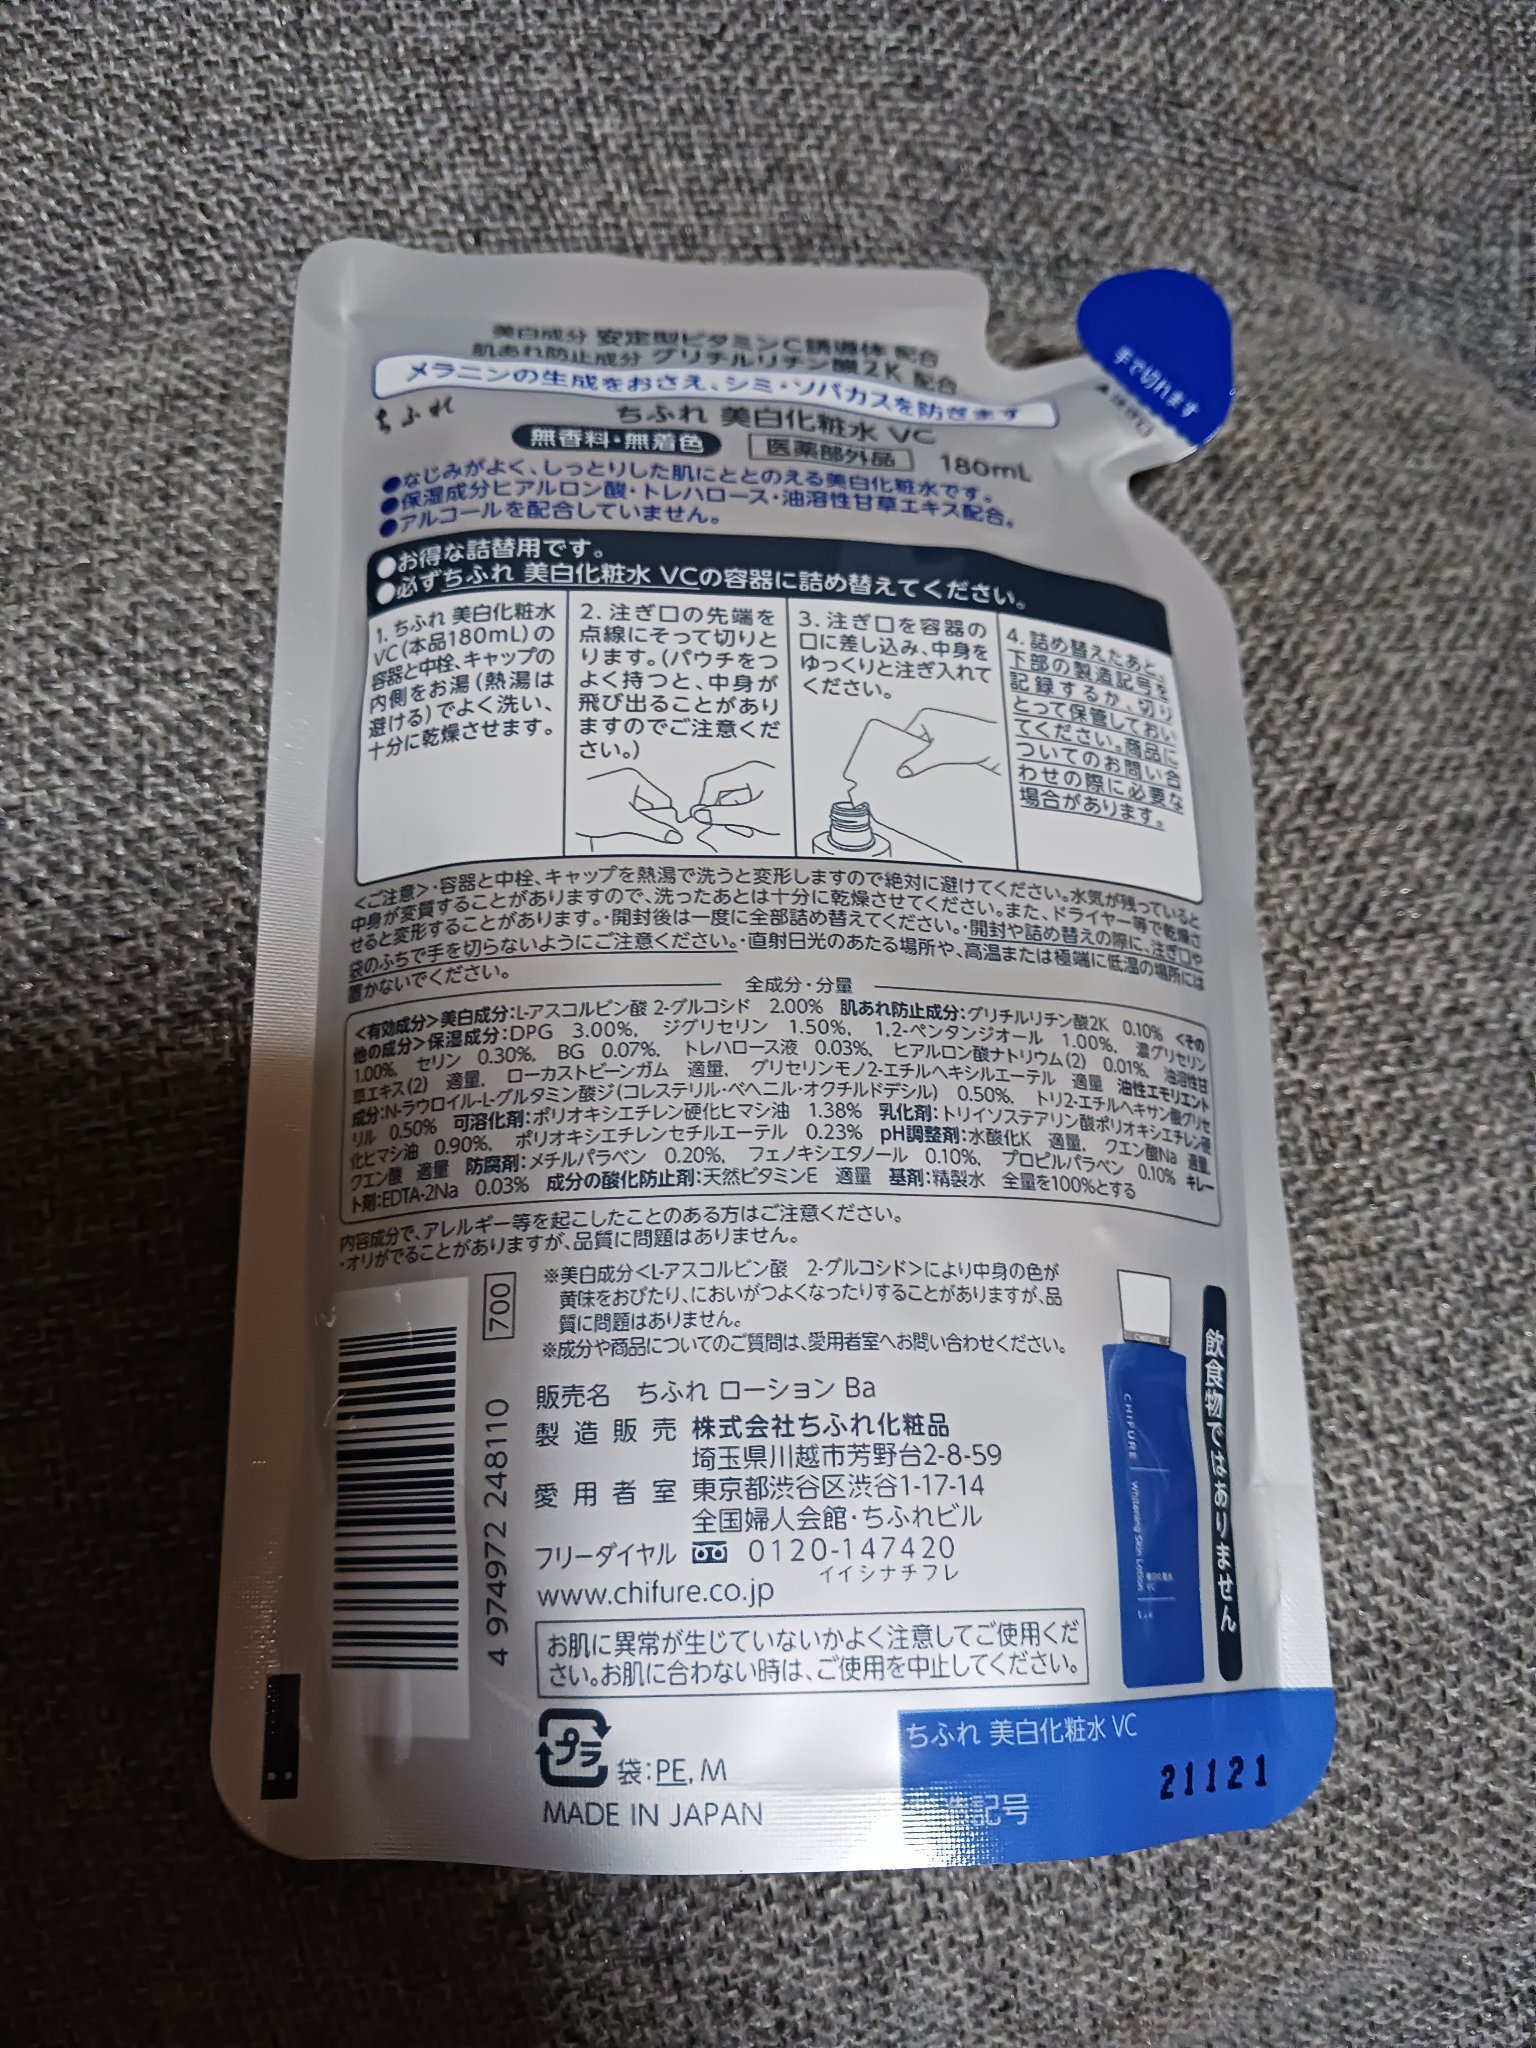 美白成分 安定型ビタミンC誘導体 配合
肌あれ防止成分 グリチルリチン酸2K 配合
メラニンの生成をおさえ、シミ・ソバカスを防ぎます
ちふれ
ちふれ 美白化粧水 VC
無香料・無着色 医薬部外品 180mL
●なじみがよく、しっとりした肌にととのえる美白化粧水です。
●保湿成分ヒアルロン酸・トレハロース・油溶性甘草エキス配合。
●アルコールを配合していません。
手で切れます
●お得な詰替用です。
●必ずちふれ 美白化粧水 VCの容器に詰め替えてください。
1. ちふれ 美白化粧水
VC(本品180mL)の
容器と中栓、キャップの
内側をお湯(熱湯は
避ける)でよく洗い、
十分に乾燥させます。
2. 注ぎ口の先端を
点線にそって切りと
ります。(パウチをつ
よく持つと、中身が
飛び出ることがあり
ますのでご注意くだ
さい。)
3. 注ぎ口を容器の
口に差し込み、中身を
ゆっくりと注ぎ入れて
ください。
4. 詰め替えたあと、
下部の製造記号を
記録するか、切り
とって保管しておい
てください。商品に
ついてのお問い合
わせの際に必要な
場合があります。
<ご注意>・容器と中栓、キャップを熱湯で洗うと変形しますので絶対に避けてください。水気が残っていると
中身が変質することがありますので、洗ったあとは十分に乾燥させてください。また、ドライヤー等で乾燥さ
せると変形することがあります。・開封後は一度に全部詰め替えてください。・開封や詰め替えの際に、注ぎ口や
袋のふちで手を切らないようにご注意ください。・直射日光のあたる場所や、高温または極端に低温の場所には
置かないでください。
全成分・分量
<有効成分>美白成分:L-アスコルビン酸 2-グルコシド 2.00% 肌あれ防止成分:グリチルリチン酸2K 0.10% <その
他の成分>保湿成分:DPG 3.00%, ジグリセリン 1.50%, 1,2-ペンタンジオール 1.00%, 濃グリセリン
1.00%, セリン 0.30%, BG 0.07%, トレハロース液 0.03%, ヒアルロン酸ナトリウム(2) 0.01%, 油溶性甘
草エキス(2) 適量, ローカストビーンガム 適量, グリセリンモノ2-エチルヘキシルエーテル 適量 油性エモリエント
成分:N-ラウロイル-L-グルタミン酸ジ(コレステリル・ベヘニル・オクチルドデシル) 0.50%, トリ2-エチルヘキサン酸グリセ
リル 0.50% 可溶化剤:ポリオキシエチレン硬化ヒマシ油 1.38% 乳化剤:トリイソステアリン酸ポリオキシエチレン硬
化ヒマシ油 0.90%, ポリオキシエチレンセチルエーテル 0.23% pH調整剤:水酸化K 適量, クエン酸Na 適量,
クエン酸 適量 防腐剤:メチルパラベン 0.20%, フェノキシエタノール 0.10%, プロピルパラベン 0.10% キレー
ト剤:EDTA-2Na 0.03% 成分の酸化防止剤:天然ビタミンE 適量 基剤:精製水 全量を100%とする
内容成分で、アレルギー等を起こしたことのある方はご注意ください。
・オリがでることがありますが、品質に問題はありません。
※美白成分<L-アスコルビン酸 2-グルコシド>により中身の色が
黄味をおびたり、においがつよくなったりすることがありますが、品
質に問題はありません。
※成分や商品についてのご質問は、愛用者室へお問い合わせください。
700
4 974972 248110
販売名 ちふれ ローション Ba
製造販売 株式会社ちふれ化粧品
埼玉県川越市芳野台2-8-59
愛用者室 東京都渋谷区渋谷1-17-14
全国婦人会館・ちふれビル
フリーダイヤル 0120-147420
イイシナチフレ
www.chifure.co.jp
お肌に異常が生じていないかよく注意してご使用くだ
さい。お肌に合わない時は、ご使用を中止してください。
CHIFURE
Whitening Skin Lotion
美白化粧水
VC
飲食物ではありません
プラ
袋:PE, M
MADE IN JAPAN
ちふれ 美白化粧水 VC
記号
21121